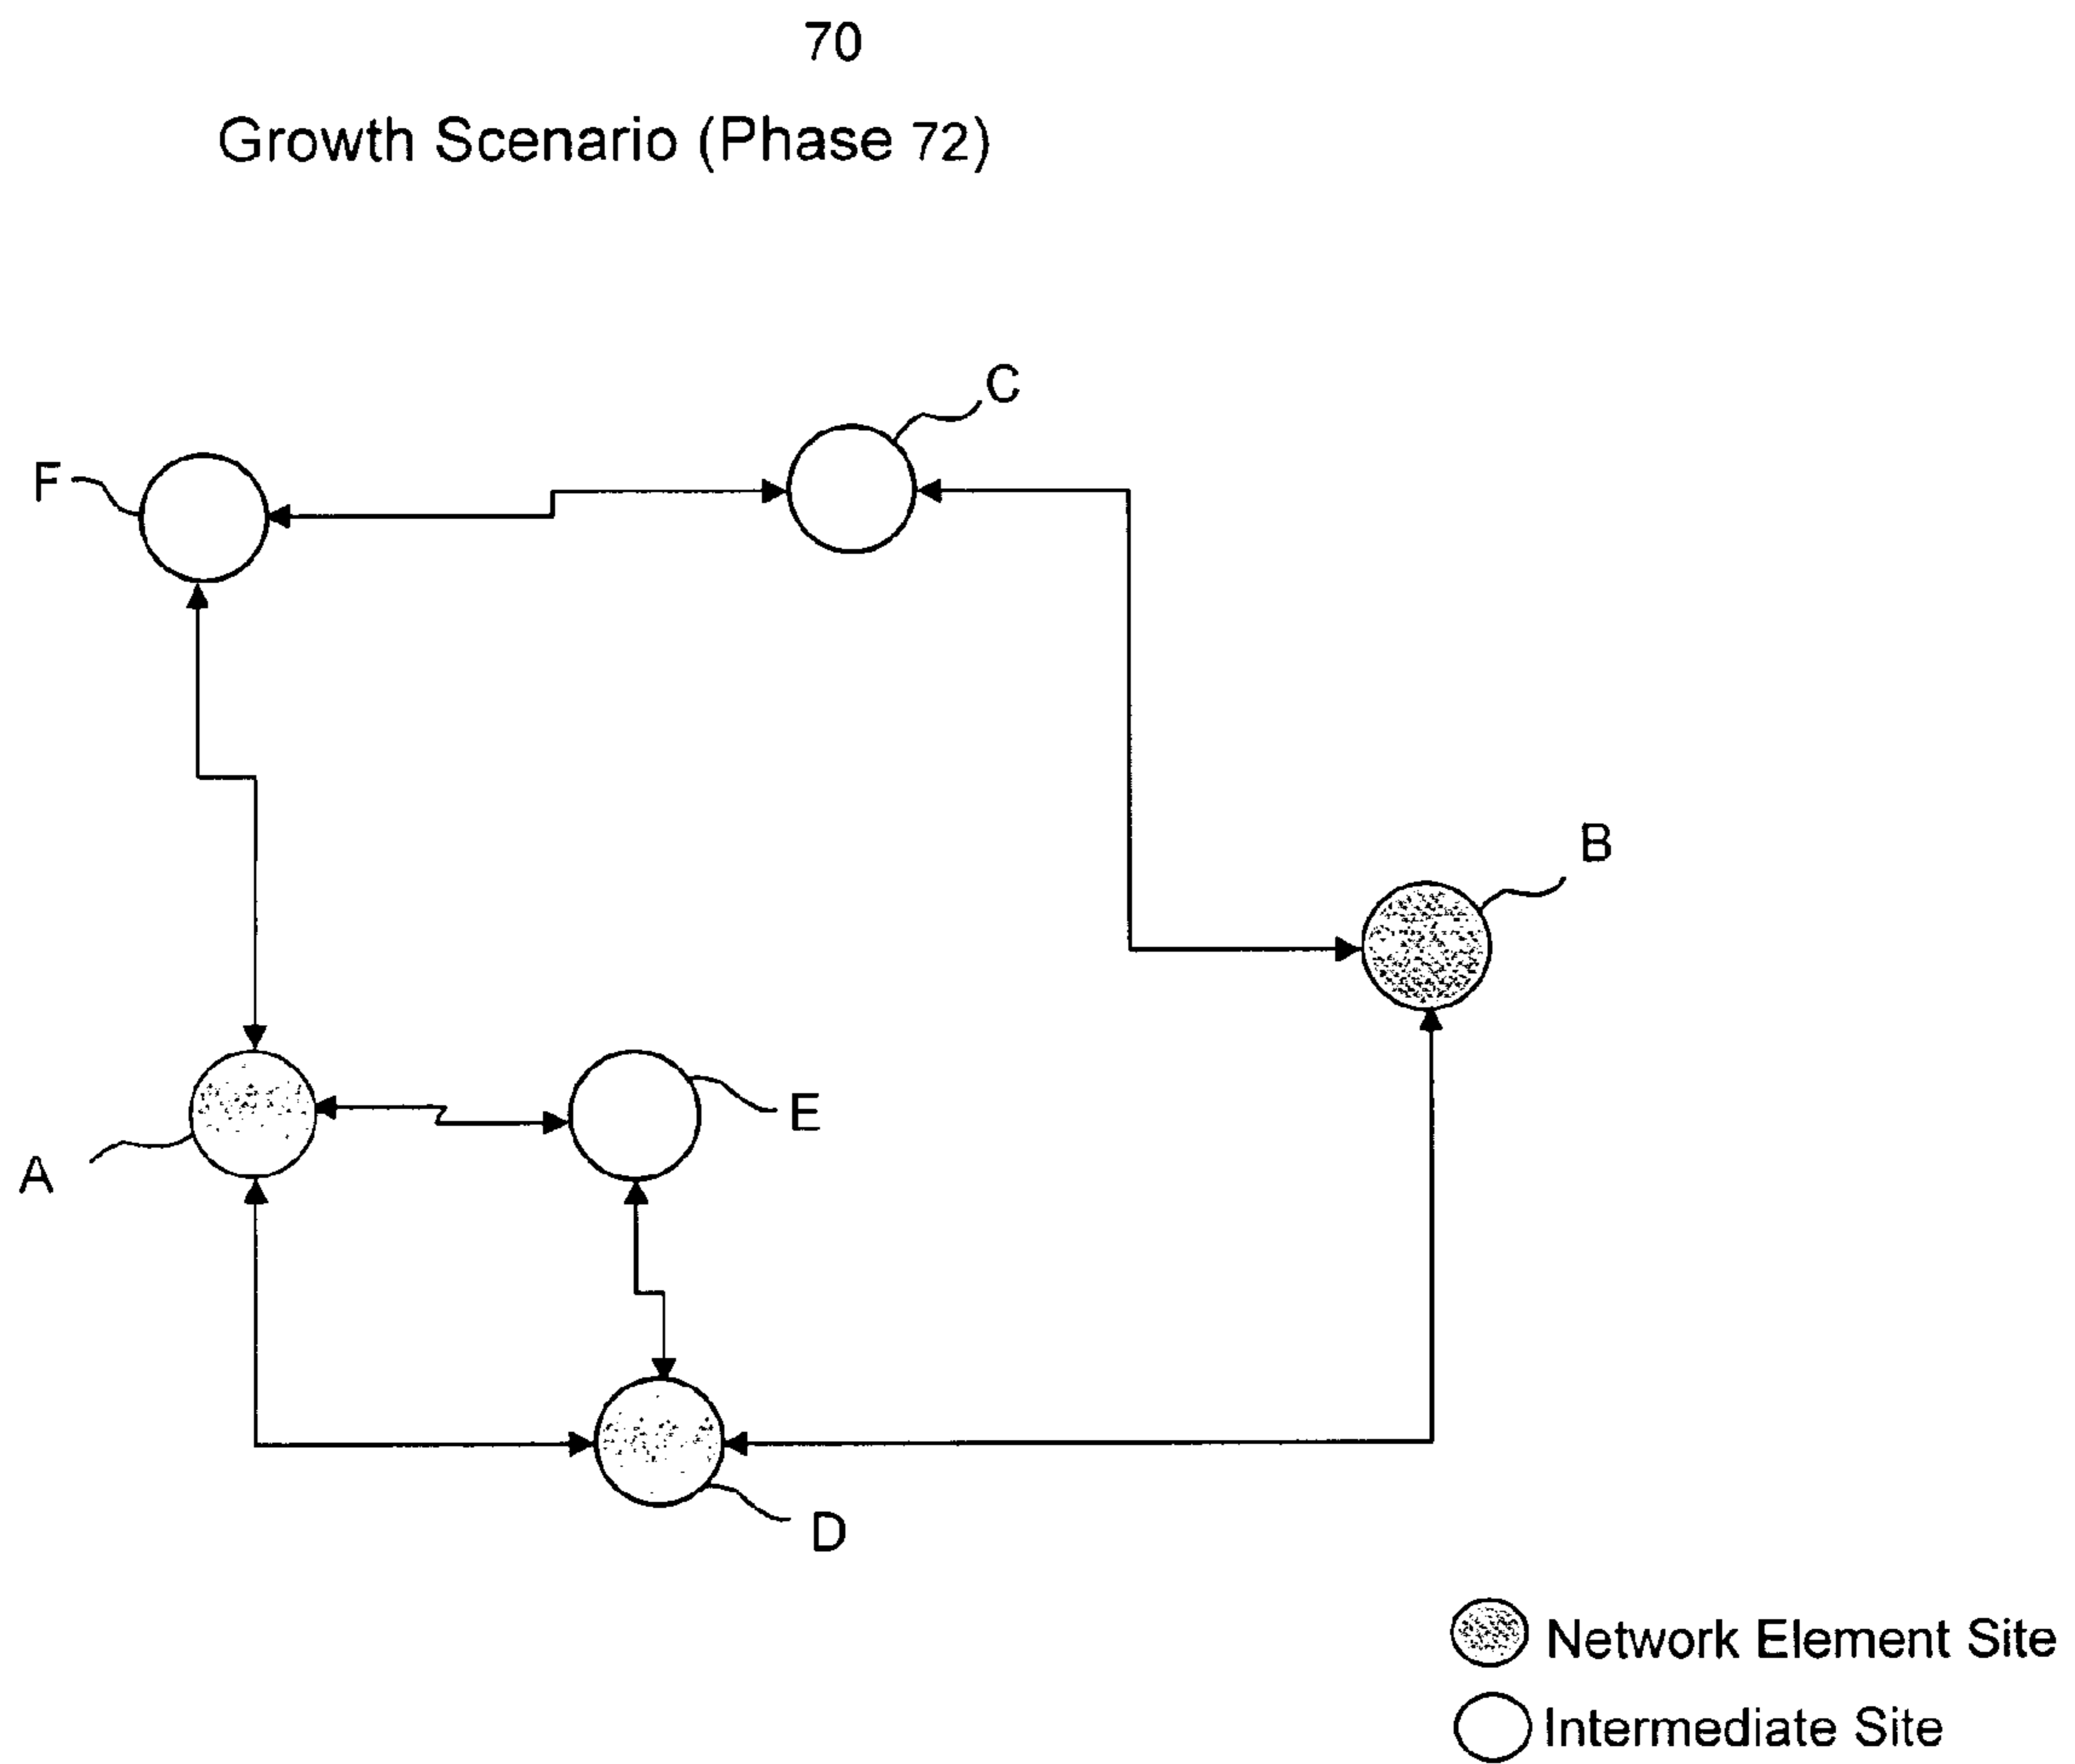 70
Growth Scenario (Phase 72)
C
F
B
E
A
D
Network Element Site
Intermediate Site